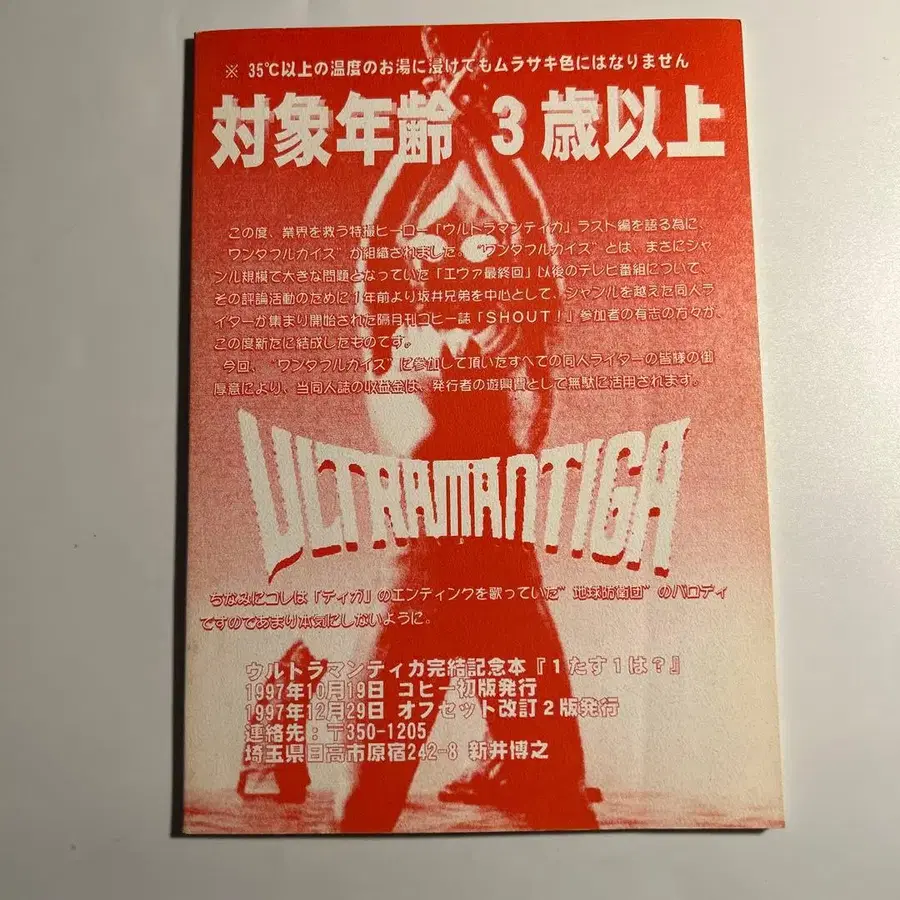 ※ 35℃以上の温度のお湯に浸けてもムラサキ色にはなりません
対象年齢 3歳以上
この度、業界を救う特撮ヒーロー「ウルトラマンティガ」ラスト編を語る為に、
“ワンダフルガイズ”が組織されました。“ワンダフルガイズ”とは、まさにジャ
ンル規模で大きな問題となっていた「エヴァ最終回」以後のテレビ番組について、
その評論活動のために1年前より坂井兄弟を中心として、ジャンルを越えた同人ラ
イターが集まり開始された隔月刊コピー誌「SHOUT!」参加者の有志の方々が、
この度新たに結成したものです。
今回、“ワンダフルガイズ”に参加して頂いたすべての同人ライターの皆様の御
厚意により、当同人誌の収益金は、発行者の遊興費として無駄に活用されます。
ULTRAMANTIGA
ちなみにコレは「ティガ」のエンディングを歌っていた“地球防衛団”のパロディ
ですのであまり本気にしないように。
ウルトラマンティガ完結記念本『1たす1は?』
1997年10月19日 コピー初版発行
1997年12月29日 オフセット改訂2版発行
連絡先:〒350-1205
埼玉県日高市原宿242-8 新井博之